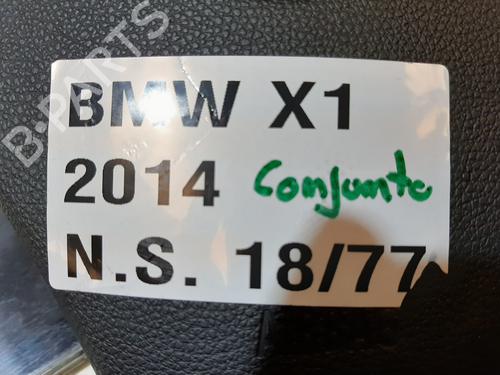 B-PARTS
BMW X1
2014 Conjunto
N.S. 18/77